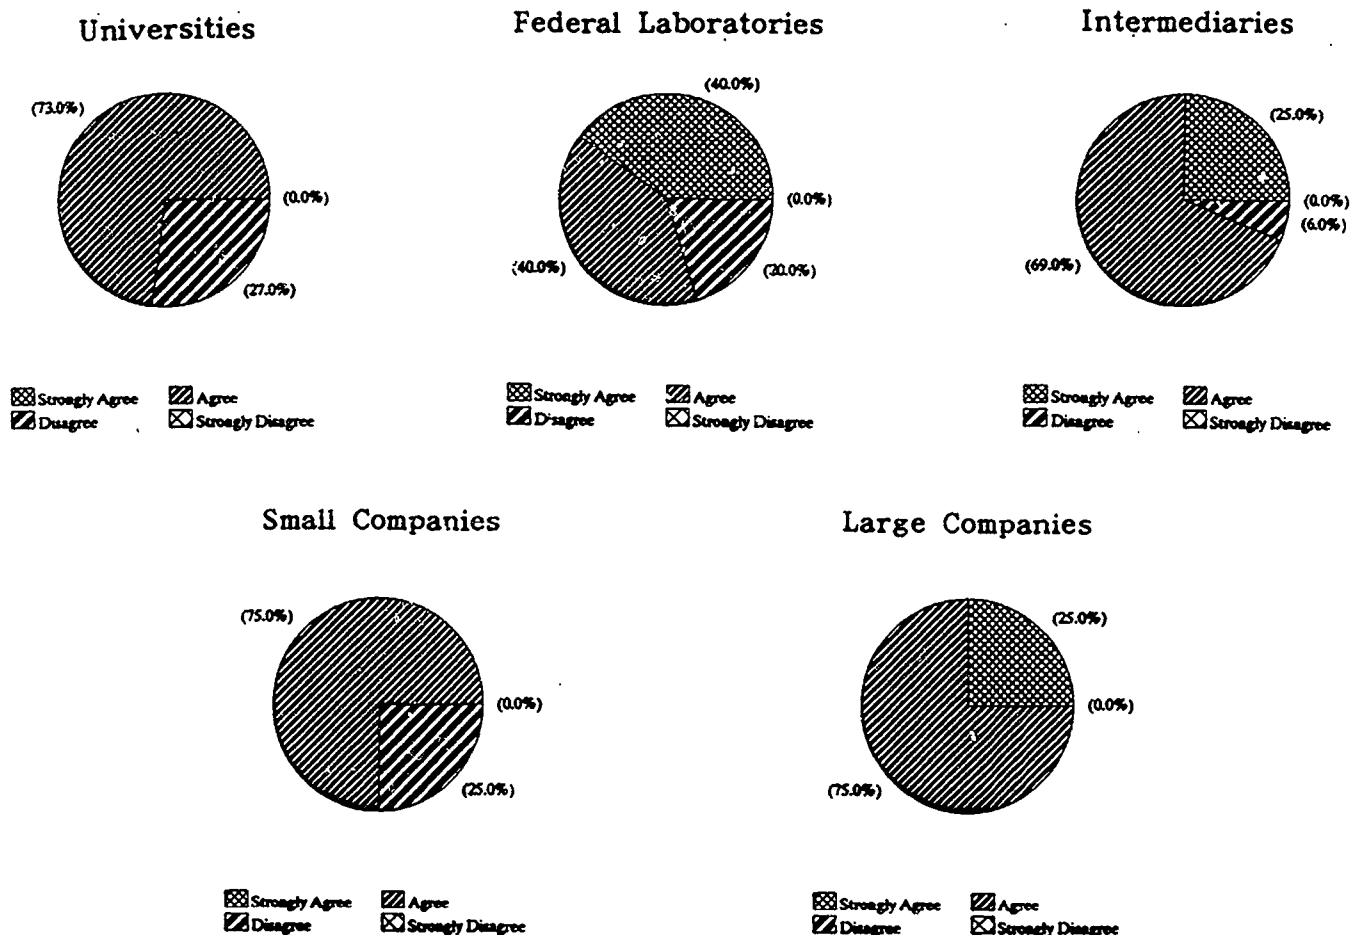 Universities
(73.0%)
(0.0%)
(27.0%)
Strongly Agree Agree
Disagree Strongly Disagree
Federal Laboratories
(40.0%)
(0.0%)
(40.0%)
(20.0%)
Strongly Agree Agree
D'sagree Strongly Disagree
Intermediaries
(25.0%)
(0.0%)
(6.0%)
(69.0%)
Strongly Agree Agree
Disagree Strongly Disagree
Small Companies
(75.0%)
(0.0%)
(25.0%)
Strongly Agree Agree
Disagree Strongly Disagree
Large Companies
(25.0%)
(0.0%)
(75.0%)
Strongly Agree Agree
Disagree Strongly Disagree